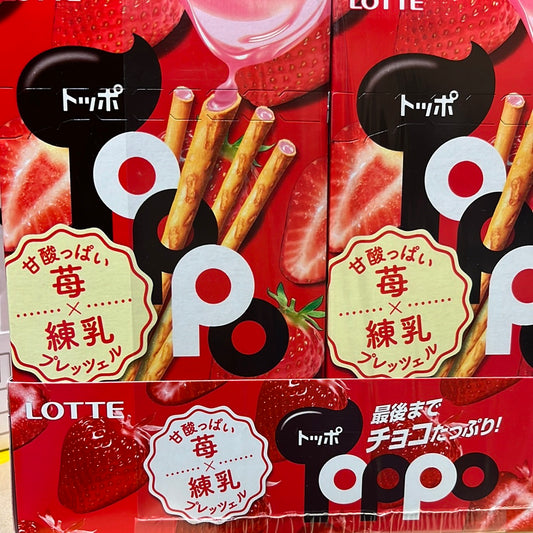 LOTTE
トッポ
Toppo
甘酸っぱい
苺
×
練乳
プレッツェル
LOTTE
トッポ
Toppo
甘酸っぱい
苺
×
練乳
プレッツェル
LOTTE
甘酸っぱい
苺
×
練乳
プレッツェル
トッポ
Toppo
最後まで
チョコたっぷり!